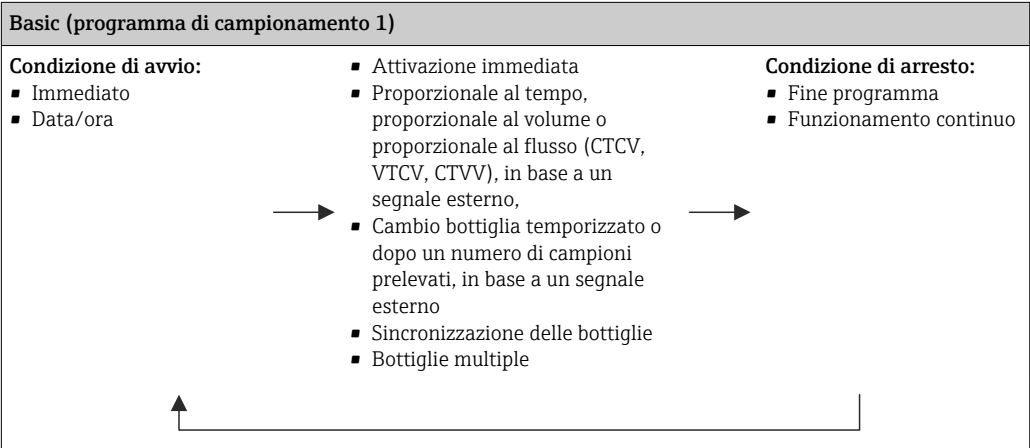 Basic (programma di campionamento 1)
Condizione di avvio:
▪ Immediato
▪ Data/ora
▪ Attivazione immediata
▪ Proporzionale al tempo,
proporzionale al volume o
proporzionale al flusso (CTCV,
VTCV, CTVV), in base a un
segnale esterno,
▪ Cambio bottiglia temporizzato o
dopo un numero di campioni
prelevati, in base a un segnale
esterno
▪ Sincronizzazione delle bottiglie
▪ Bottiglie multiple
Condizione di arresto:
▪ Fine programma
▪ Funzionamento continuo